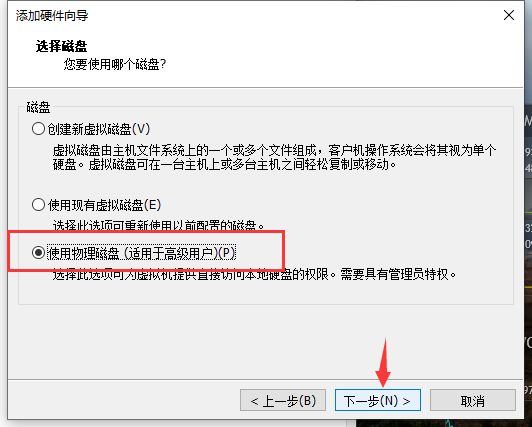 添加硬件向导
选择磁盘
您要使用哪个磁盘?
磁盘
创建新虚拟磁盘(V)
虚拟磁盘由主机文件系统上的一个或多个文件组成，客户机操作系统会将其视为单个
硬盘。虚拟磁盘可在一台主机上或多台主机之间轻松复制或移动。
使用现有虚拟磁盘(E)
选择此选项可重新使用以前配置的磁盘。
使用物理磁盘 (适用于高级用户)(P)
选择此选项可为虚拟机提供直接访问本地硬盘的权限。需要具有管理员特权。
< 上一步(B)
下一步(N) >
取消